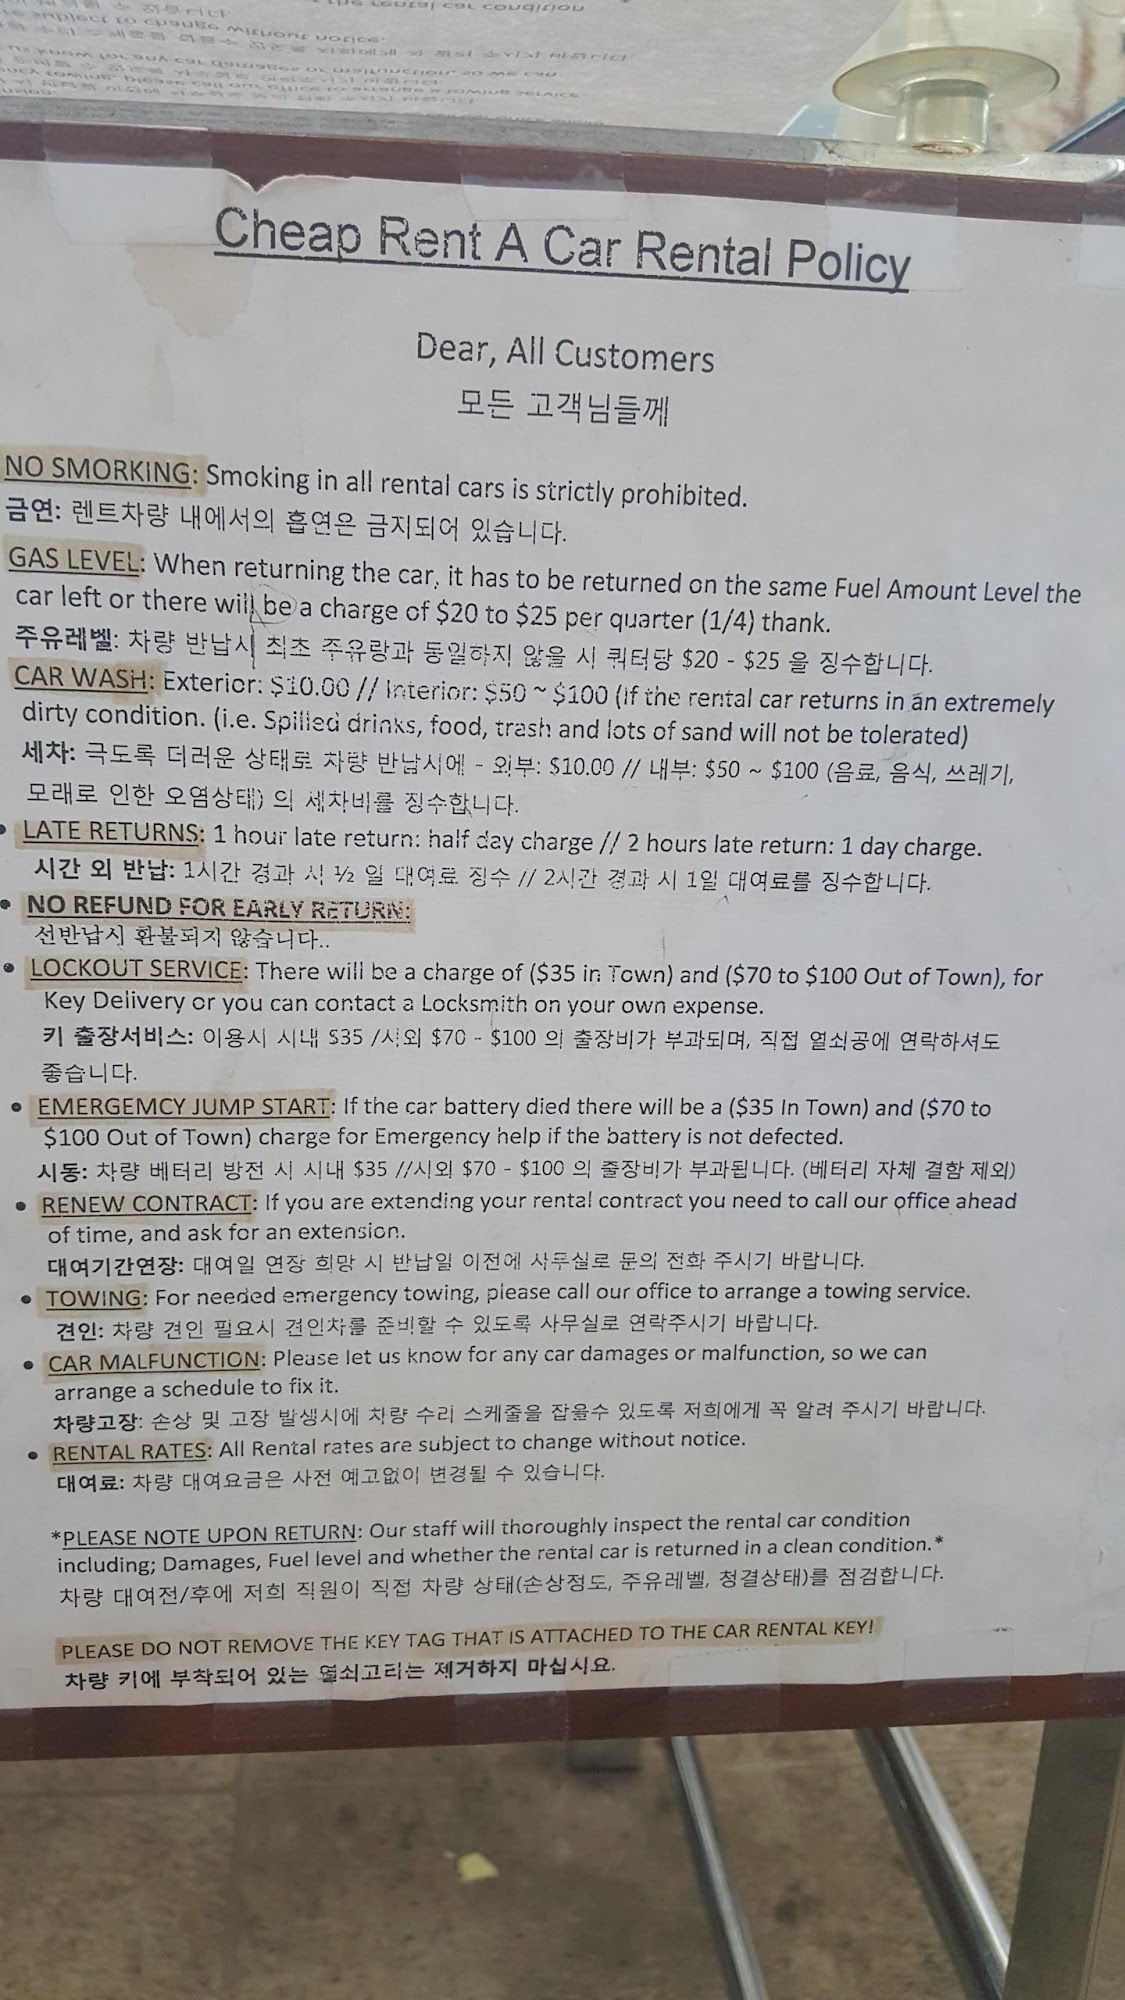 the rental car condition
be subject to change without notice.
us know for any car damages or malfunction, so we can
please call our office to arrange a towing service.
Cheap Rent A Car Rental Policy
Dear, All Customers
모든 고객님들께
NO SMORKING: Smoking in all rental cars is strictly prohibited.
금연: 렌트차량 내에서의 흡연은 금지되어 있습니다.
GAS LEVEL: When returning the car, it has to be returned on the same Fuel Amount Level the
car left or there will be a charge of $20 to $25 per quarter (1/4) thank.
주유레벨: 차량 반납시 최초 주유량과 동일하지 않을 시 쿼터당 $20 - $25 을 징수합니다.
CAR WASH: Exterior: $10.00 // Interior: $50 ~ $100 (if the rental car returns in an extremely
dirty condition. (i.e. Spilled drinks, food, trash and lots of sand will not be tolerated)
세차: 극도록 더러운 상태로 차량 반납시에 - 외부: $10.00 // 내부: $50 ~ $100 (음료, 음식, 쓰레기,
모래로 인한 오염상태) 의 세차비를 징수합니다.
• LATE RETURNS: 1 hour late return: half day charge // 2 hours late return: 1 day charge.
시간 외 반납: 1시간 경과 시 ½ 일 대여료 징수 // 2시간 경과 시 1일 대여료를 징수합니다.
• NO REFUND FOR EARLY RETURN:
선반납시 환불되지 않습니다..
• LOCKOUT SERVICE: There will be a charge of ($35 in Town) and ($70 to $100 Out of Town), for
Key Delivery or you can contact a Locksmith on your own expense.
키 출장서비스: 이용시 시내 $35 /시외 $70 - $100 의 출장비가 부과되며, 직접 열쇠공에 연락하셔도
좋습니다.
• EMERGEMCY JUMP START: If the car battery died there will be a ($35 In Town) and ($70 to
$100 Out of Town) charge for Emergency help if the battery is not defected.
시동: 차량 베터리 방전 시 시내 $35 //시외 $70 - $100 의 출장비가 부과됩니다. (베터리 자체 결함 제외)
• RENEW CONTRACT: If you are extending your rental contract you need to call our office ahead
of time, and ask for an extension.
대여기간연장: 대여일 연장 희망 시 반납일 이전에 사무실로 문의 전화 주시기 바랍니다.
• TOWING: For needed emergency towing, please call our office to arrange a towing service.
견인: 차량 견인 필요시 견인차를 준비할 수 있도록 사무실로 연락주시기 바랍니다.
• CAR MALFUNCTION: Please let us know for any car damages or malfunction, so we can
arrange a schedule to fix it.
차량고장: 손상 및 고장 발생시에 차량 수리 스케줄을 잡을수 있도록 저희에게 꼭 알려 주시기 바랍니다.
• RENTAL RATES: All Rental rates are subject to change without notice.
대여료: 차량 대여요금은 사전 예고없이 변경될 수 있습니다.
*PLEASE NOTE UPON RETURN: Our staff will thoroughly inspect the rental car condition
including; Damages, Fuel level and whether the rental car is returned in a clean condition.*
차량 대여전/후에 저희 직원이 직접 차량 상태(손상정도, 주유레벨, 청결상태)를 점검합니다.
PLEASE DO NOT REMOVE THE KEY TAG THAT IS ATTACHED TO THE CAR RENTAL KEY!
차량 키에 부착되어 있는 열쇠고리는 제거하지 마십시요.